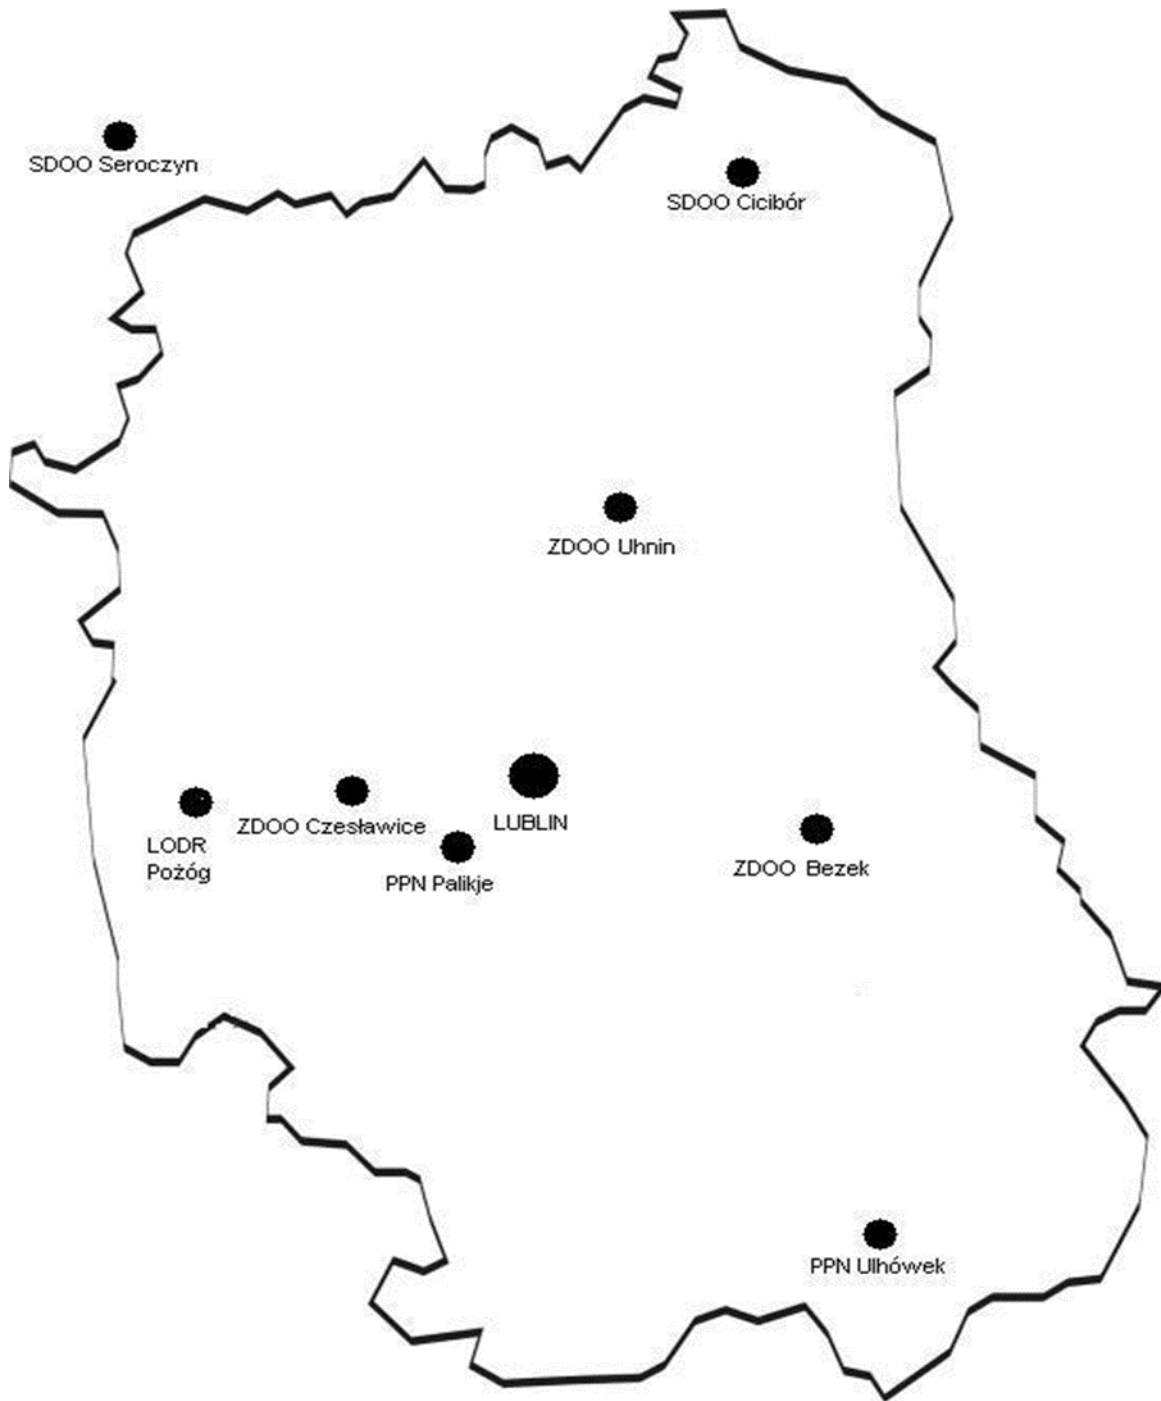 SDOO Seroczyn
SDOO Cicibór
ZDOO Uhnin
LODR
Pożóg
ZDOO Czesławice
PPN Palikje
LUBLIN
ZDOO Bezek
PPN Ulhówek